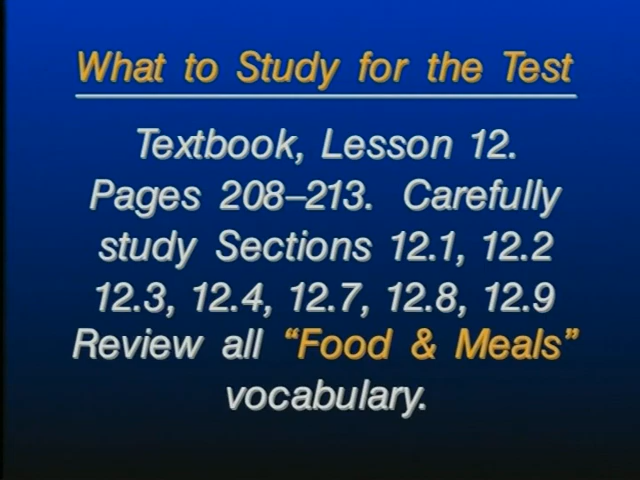 What to Study for the Test
Textbook, Lesson 12.
Pages 208–213. Carefully
study Sections 12.1, 12.2
12.3, 12.4, 12.7, 12.8, 12.9
Review all “Food & Meals”
vocabulary.